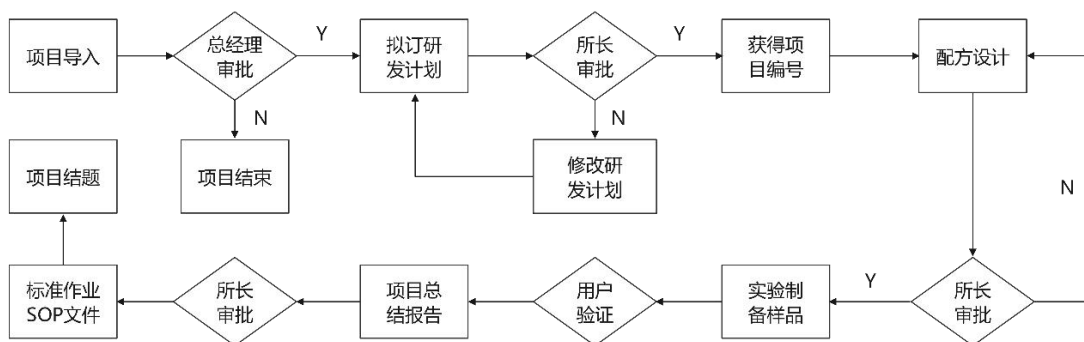 项目导入
总经理
审批
Y
N
拟订研
发计划
所长
审批
Y
N
获得项
目编号
配方设计
项目结题
项目结束
修改研
发计划
N
标准作业
SOP文件
所长
审批
项目总
结报告
用户
验证
实验制
备样品
Y
所长
审批